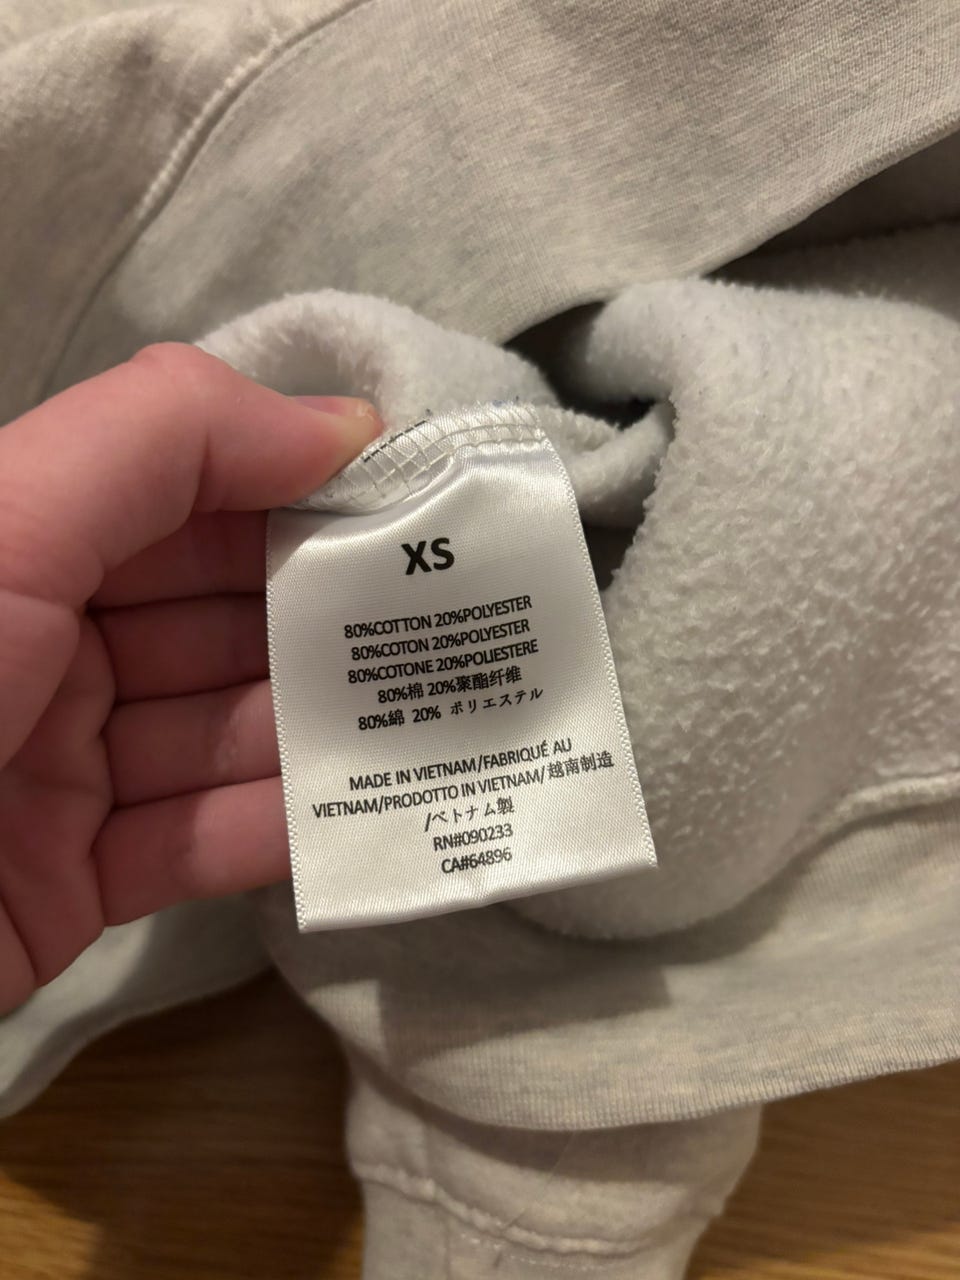 XS
80%COTTON 20%POLYESTER
80%COTON 20%POLYESTER
80%COTONE 20%POLIESTERE
80%棉 20%聚酯纤维
80%綿 20% ポリエステル
MADE IN VIETNAM/FABRIQUÉ AU
VIETNAM/PRODOTTO IN VIETNAM/越南制造
/ベトナム製
RN#090233
CA#64896